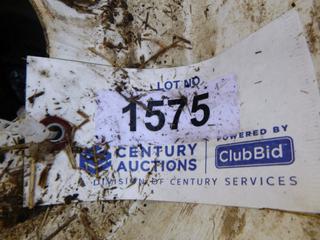 LOT NO
1575
CENTURY
AUCTIONS
POWERED BY
ClubBid
DIVISION OF CENTURY SERVICES